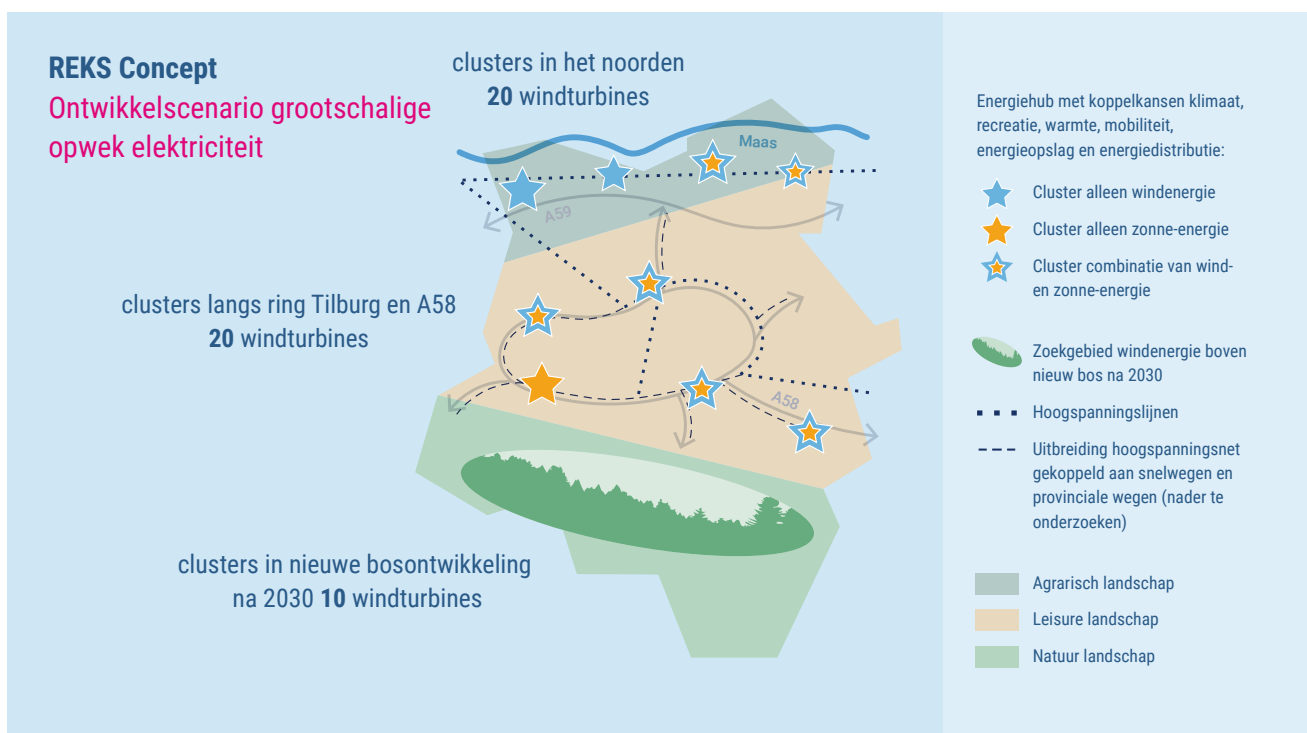 REKS Concept
Ontwikkelscenario grootschalige
opwek elektriciteit
clusters in het noorden
20 windturbines
Maas
A59
clusters langs ring Tilburg en A58
20 windturbines
A58
clusters in nieuwe bosontwikkeling
na 2030 10 windturbines
Energiehub met koppelkansen klimaat,
recreatie, warmte, mobiliteit,
energieopslag en energiedistributie:
Cluster alleen windenergie
Cluster alleen zonne-energie
Cluster combinatie van wind-
en zonne-energie
Zoekgebied windenergie boven
nieuw bos na 2030
Hoogspanningslijnen
Uitbreiding hoogspanningsnet
gekoppeld aan snelwegen en
provinciale wegen (nader te
onderzoeken)
Agrarisch landschap
Leisure landschap
Natuur landschap